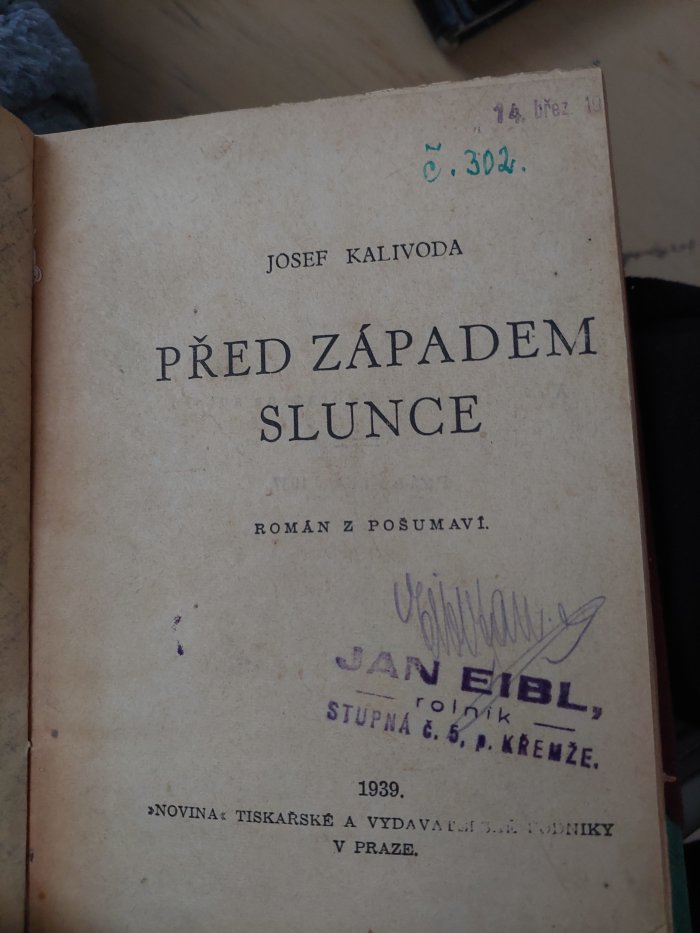 14. břez
č. 302.
JOSEF KALIVODA
PŘED ZÁPADEM
SLUNCE
ROMÁN Z POŠUMAVÍ.
JAN EIBL,
rolník
STUPNÁ č. 5, p. KŘEMŽE.
1939.
»NOVINA« TISKAŘSKÉ A VYDAVATELSKÉ PODNIKY
V PRAZE.